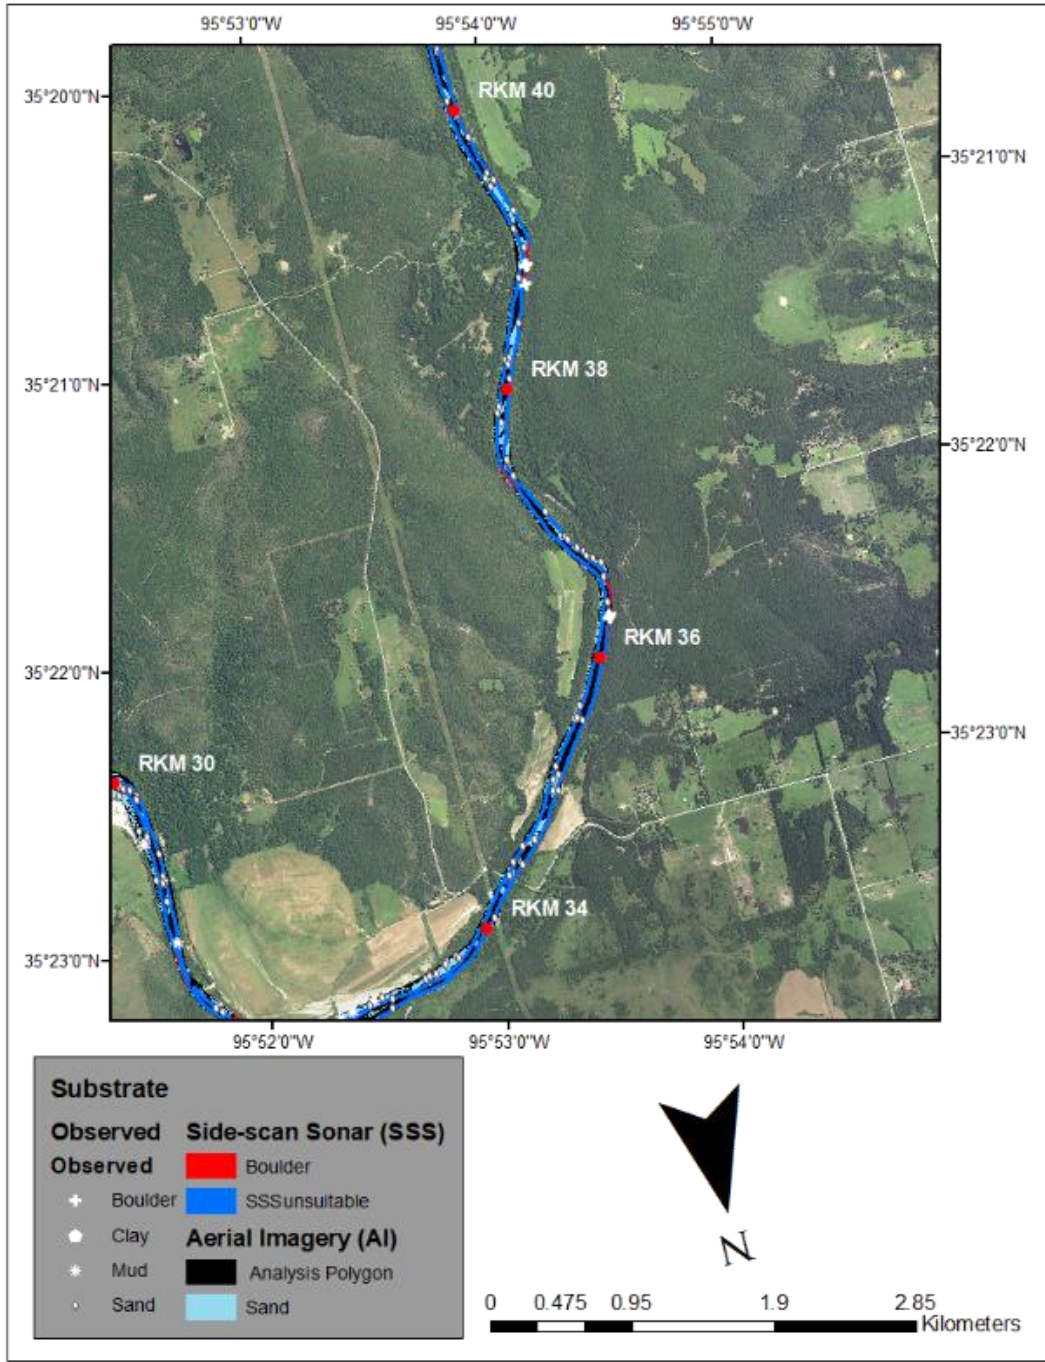 95°53'0"W 95°54'0"W 95°55'0"W
35°20'0"N
RKM 40
35°21'0"N
RKM 38
35°21'0"N
35°22'0"N
RKM 36
35°22'0"N
35°23'0"N
RKM 30
RKM 34
35°23'0"N
95°52'0"W 95°53'0"W 95°54'0"W
Substrate
Observed Side-scan Sonar (SSS)
Observed Boulder
Boulder SSSunsuitable
Clay Aerial Imagery (AI)
Mud Analysis Polygon
Sand Sand
N
0 0.475 0.95 1.9 2.85
Kilometers